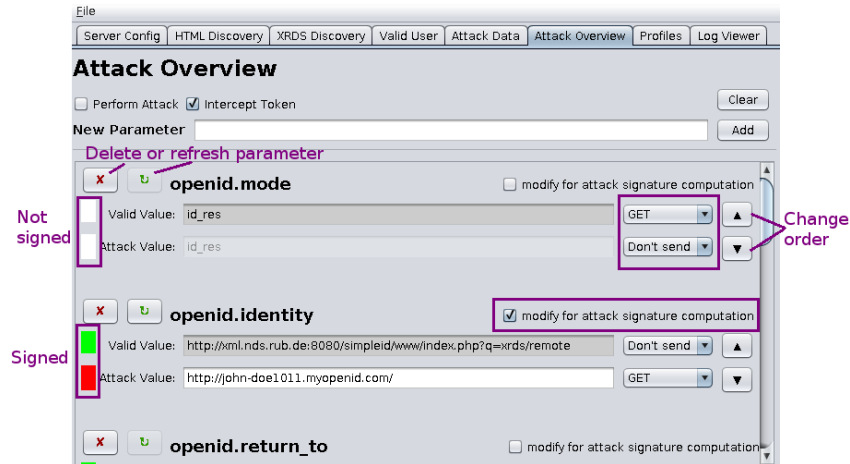 File
Server Config HTML Discovery XRDS Discovery Valid User Attack Data Attack Overview Profiles Log Viewer
Attack Overview
Perform Attack Intercept Token Clear
New Parameter Add
Delete or refresh parameter
openid.mode modify for attack signature computation
Not signed
Valid Value: id_res GET
Change order
Attack Value: id_res Don't send
openid.identity modify for attack signature computation
Signed
Valid Value: http://xml.nds.rub.de:8080/simpleid/www/index.php?q=xrds/remote Don't send
Attack Value: http://john-doe1011.myopenid.com/ GET
openid.return_to modify for attack signature computation